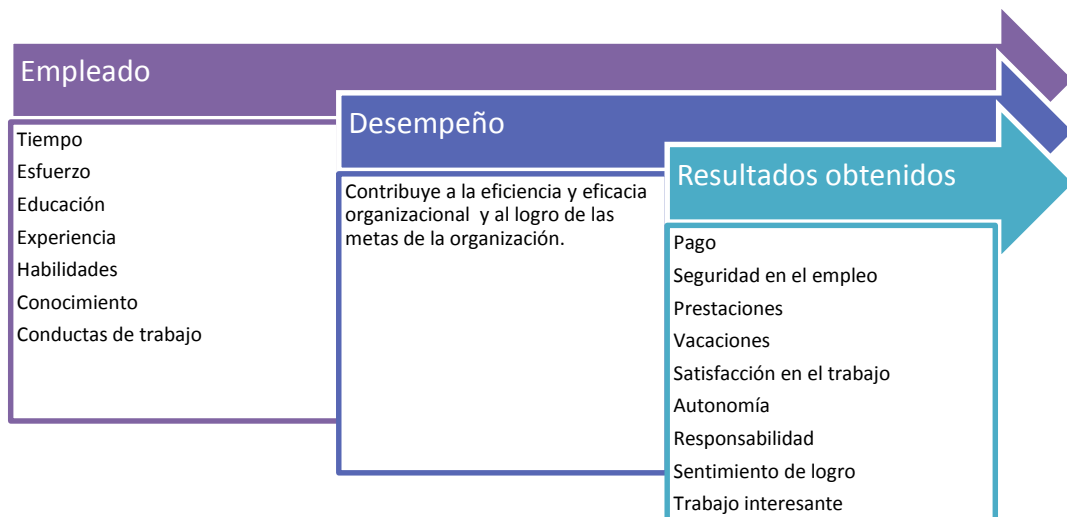 Empleado
Tiempo
Esfuerzo
Educación
Experiencia
Habilidades
Conocimiento
Conductas de trabajo
Desempeño
Contribuye a la eficiencia y eficacia
organizacional y al logro de las
metas de la organización.
Resultados obtenidos
Pago
Seguridad en el empleo
Prestaciones
Vacaciones
Satisfacción en el trabajo
Autonomía
Responsabilidad
Sentimiento de logro
Trabajo interesante